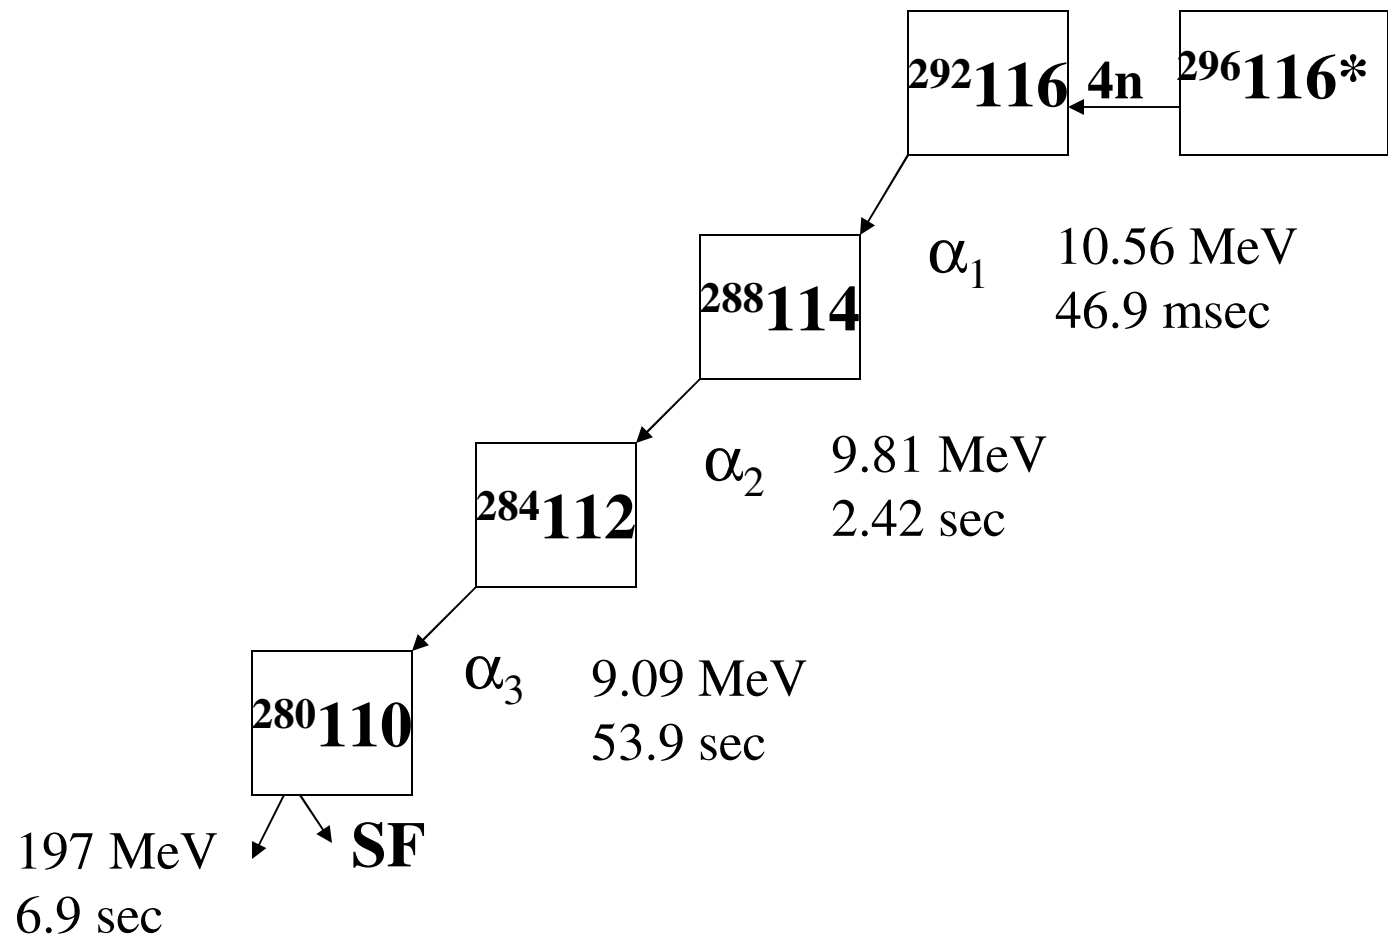 ²⁹²116 4n ²⁹⁶116*
α₁ 10.56 MeV
46.9 msec
²⁸⁸114
α₂ 9.81 MeV
2.42 sec
²⁸⁴112
α₃ 9.09 MeV
53.9 sec
²⁸⁰110
197 MeV SF
6.9 sec